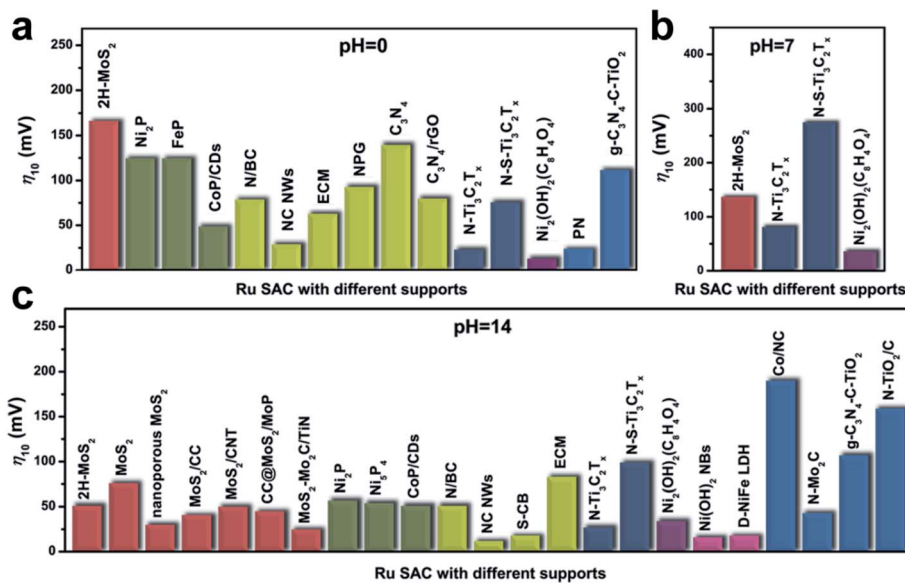 a
pH=0
η₁₀ (mV)
250
200
150
100
50
0
2H-MoS₂
Ni₂P
FeP
CoP/CDs
N/BC
NC NWs
ECM
NPG
C₃N₄
C₃N₄/rGO
N-Ti₃C₂Tₓ
N-S-Ti₃C₂Tₓ
Ni₂(OH)₂(C₈H₄O₄)
PN
g-C₃N₄-C-TiO₂
Ru SAC with different supports
b
pH=7
η₁₀ (mV)
400
300
200
100
0
2H-MoS₂
N-Ti₃C₂Tₓ
N-S-Ti₃C₂Tₓ
Ni₂(OH)₂(C₈H₄O₄)
c
pH=14
η₁₀ (mV)
250
200
150
100
50
0
2H-MoS₂
MoS₂
nanoporous MoS₂
MoS₂/CC
MoS₂/CNT
CC@MoS₂/MoP
MoS₂-Mo₂C/TiN
Ni₂P
Ni₅P₄
CoP/CDs
N/BC
NC NWs
S-CB
ECM
N-Ti₃C₂Tₓ
N-S-Ti₃C₂Tₓ
Ni₂(OH)₂(C₈H₄O₄)
Ni(OH)₂ NBs
D-NiFe LDH
Co/NC
N-Mo₂C
g-C₃N₄-C-TiO₂
N-TiO₂/C
Ru SAC with different supports